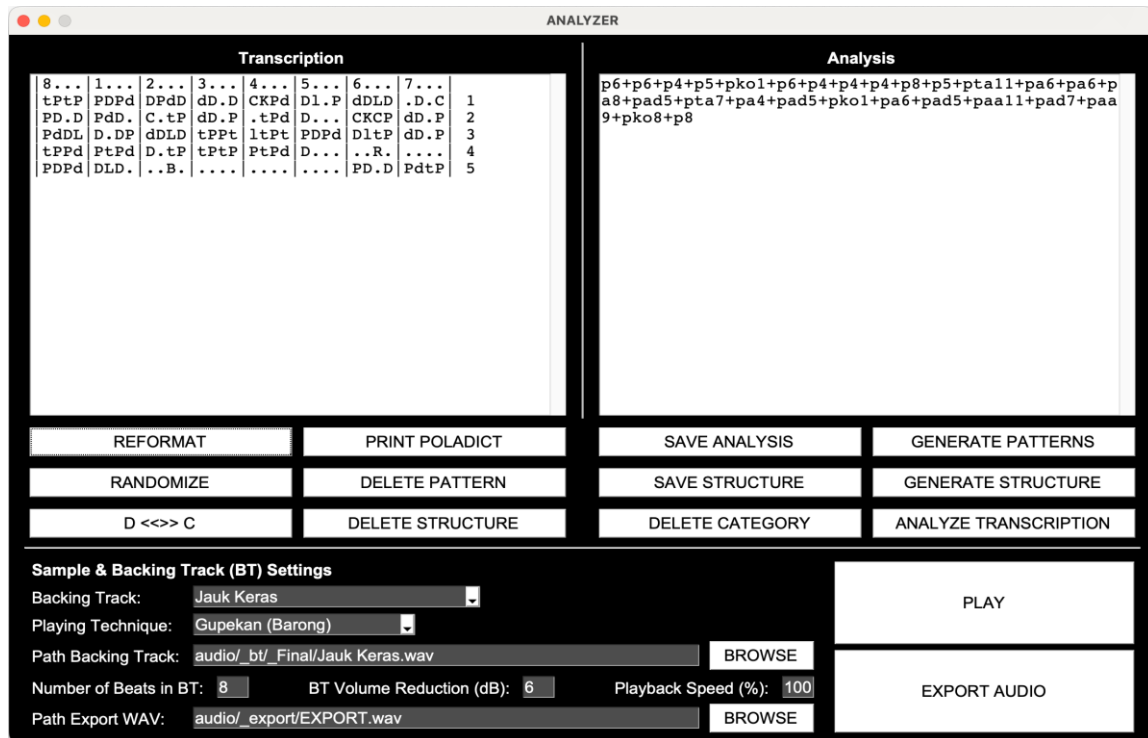 ANALYZER
Transcription
|8...|1...|2...|3...|4...|5...|6...|7...|
|tPtP|PDPd|DPdD|dD.D|CKPd|Dl.P|dDLD|.D.C| 1
|PD.D|PdD.|C.tP|dD.P|.tPd|D...|CKCP|dD.P| 2
|PdDL|D.DP|dDLD|tPPt|ltPt|PDPd|DltP|dD.P| 3
|tPPd|PtPd|D.tP|tPtP|PtPd|D...|..R.|....| 4
|PDPd|DLD.|..B.|....|....|....|PD.D|PdtP| 5
Analysis
p6+p6+p4+p5+pko1+p6+p4+p4+p4+p8+p5+pta11+pa6+pa6+p
a8+pad5+pta7+pa4+pad5+pko1+pa6+pad5+paa11+pad7+paa
9+pko8+p8
REFORMAT
PRINT POLADICT
SAVE ANALYSIS
GENERATE PATTERNS
RANDOMIZE
DELETE PATTERN
SAVE STRUCTURE
GENERATE STRUCTURE
D <<>> C
DELETE STRUCTURE
DELETE CATEGORY
ANALYZE TRANSCRIPTION
Sample & Backing Track (BT) Settings
Backing Track: Jauk Keras
Playing Technique: Gupekan (Barong)
Path Backing Track: audio/_bt/_Final/Jauk Keras.wav BROWSE
Number of Beats in BT: 8 BT Volume Reduction (dB): 6 Playback Speed (%): 100
Path Export WAV: audio/_export/EXPORT.wav BROWSE
PLAY
EXPORT AUDIO